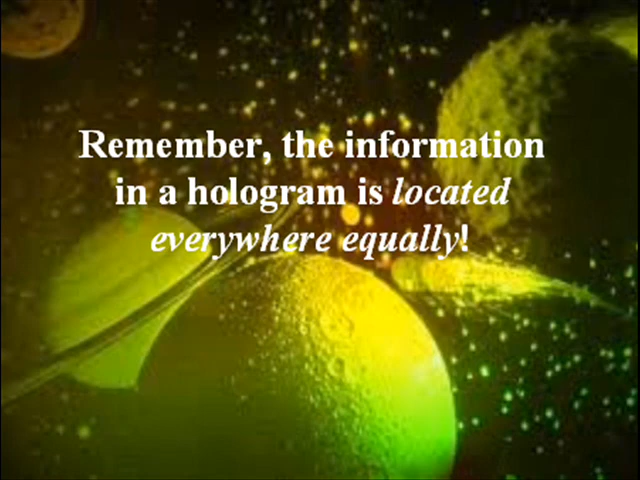 Remember, the information
in a hologram is located
everywhere equally!